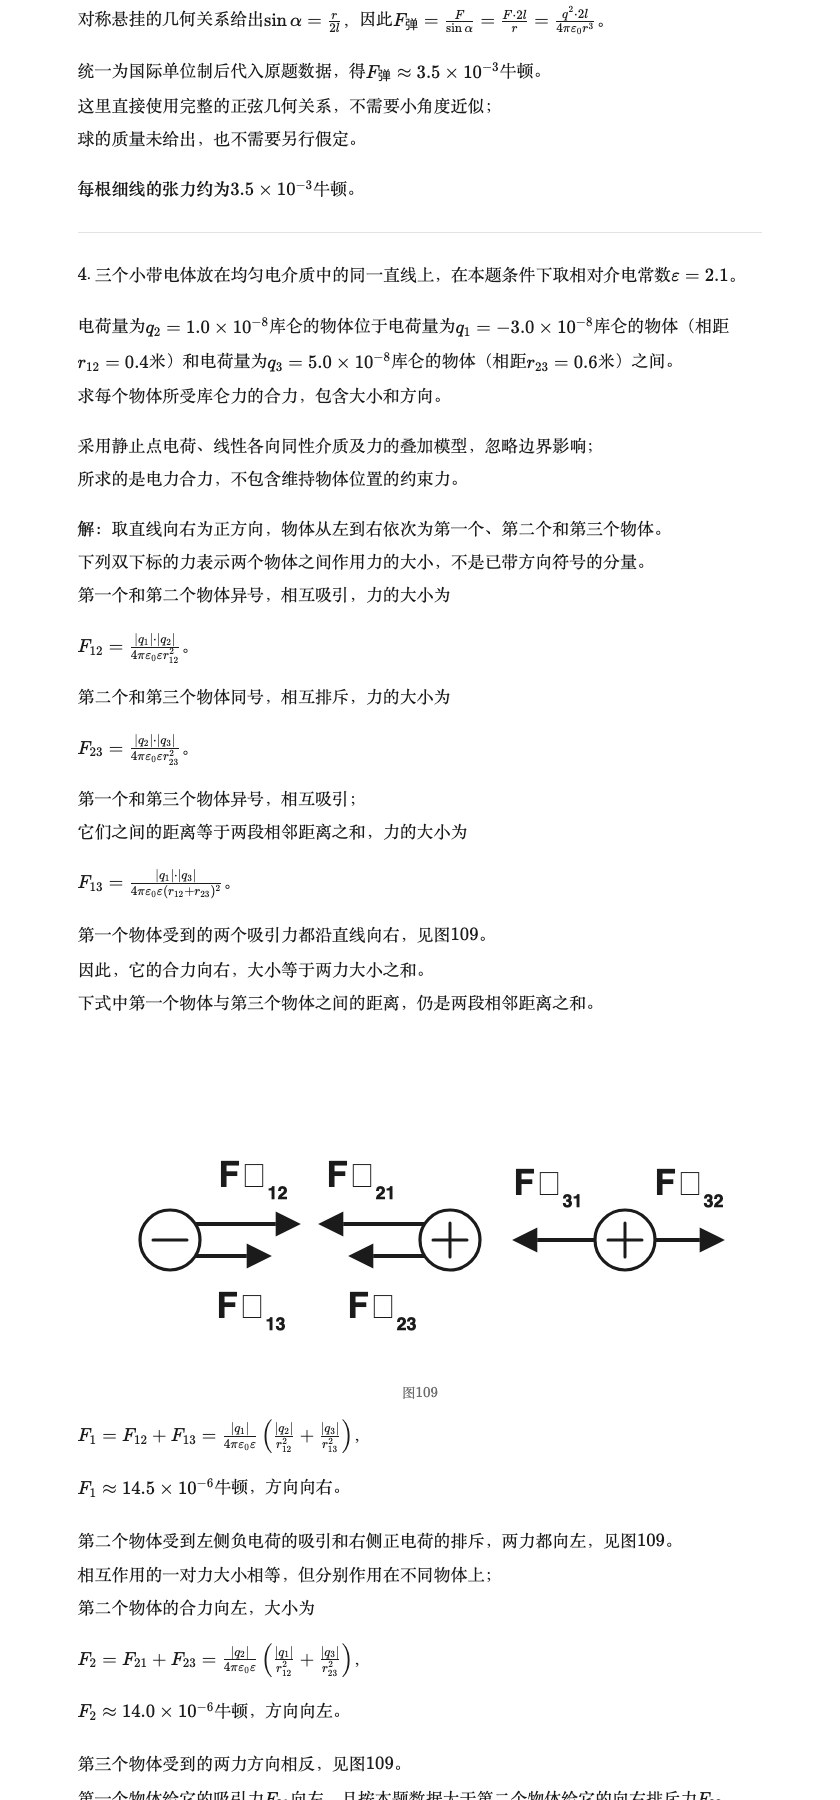 对称悬挂的几何关系给出sin α = r/2l，因此F弹 = F/sin α = F·2l/r = q²·2l/4πε₀r³。
统一为国际单位制后代入原题数据，得F弹 ≈ 3.5 × 10⁻³牛顿。
这里直接使用完整的正弦几何关系，不需要小角度近似；
球的质量未给出，也不需要另行假定。
每根细线的张力约为3.5 × 10⁻³牛顿。
4. 三个小带电体放在均匀电介质中的同一直线上，在本题条件下取相对介电常数ε = 2.1。
电荷量为q₂ = 1.0 × 10⁻⁸库仑的物体位于电荷量为q₁ = −3.0 × 10⁻⁸库仑的物体（相距
r₁₂ = 0.4米）和电荷量为q₃ = 5.0 × 10⁻⁸库仑的物体（相距r₂₃ = 0.6米）之间。
求每个物体所受库仑力的合力，包含大小和方向。
采用静止点电荷、线性各向同性介质及力的叠加模型，忽略边界影响；
所求的是电力合力，不包含维持物体位置的约束力。
解：取直线向右为正方向，物体从左到右依次为第一个、第二个和第三个物体。
下列双下标的力表示两个物体之间作用力的大小，不是已带方向符号的分量。
第一个和第二个物体异号，相互吸引，力的大小为
F₁₂ = |q₁|·|q₂|/4πε₀εr₁₂²。
第二个和第三个物体同号，相互排斥，力的大小为
F₂₃ = |q₂|·|q₃|/4πε₀εr₂₃²。
第一个和第三个物体异号，相互吸引；
它们之间的距离等于两段相邻距离之和，力的大小为
F₁₃ = |q₁|·|q₃|/4πε₀ε(r₁₂+r₂₃)²。
第一个物体受到的两个吸引力都沿直线向右，见图109。
因此，它的合力向右，大小等于两力大小之和。
下式中第一个物体与第三个物体之间的距离，仍是两段相邻距离之和。
F□₁₂ F□₂₁ F□₃₁ F□₃₂
F□₁₃ F□₂₃
图109
F₁ = F₁₂ + F₁₃ = |q₁|/4πε₀ε (|q₂|/r₁₂² + |q₃|/r₁₃²),
F₁ ≈ 14.5 × 10⁻⁶牛顿，方向向右。
第二个物体受到左侧负电荷的吸引和右侧正电荷的排斥，两力都向左，见图109。
相互作用的一对力大小相等，但分别作用在不同物体上；
第二个物体的合力向左，大小为
F₂ = F₂₁ + F₂₃ = |q₂|/4πε₀ε (|q₁|/r₁₂² + |q₃|/r₂₃²),
F₂ ≈ 14.0 × 10⁻⁶牛顿，方向向左。
第三个物体受到的两力方向相反，见图109。